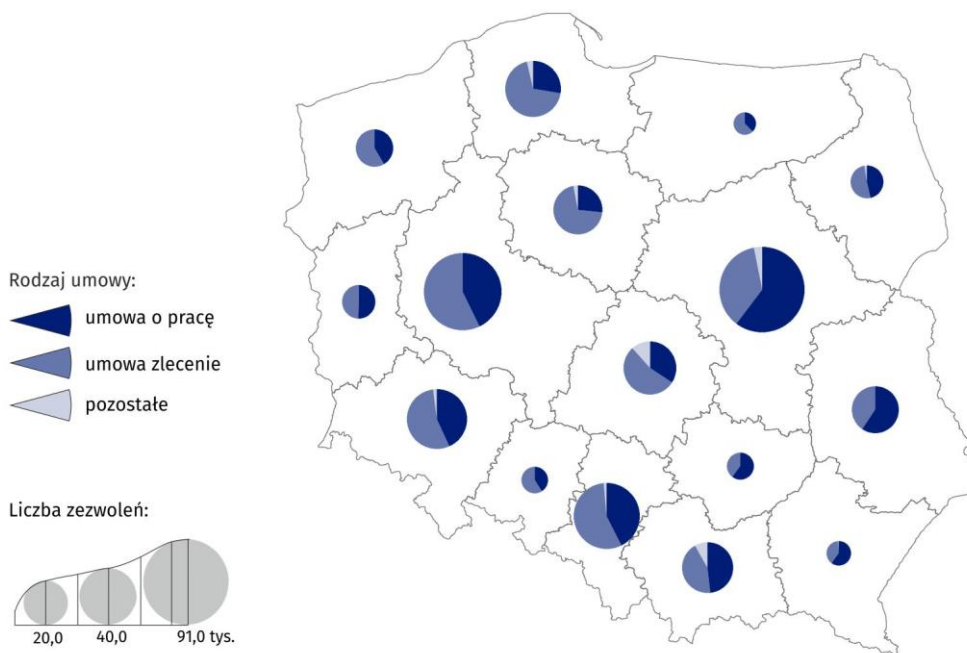 Rodzaj umowy:
umowa o pracę
umowa zlecenie
pozostałe
Liczba zezwoleń:
20,0 40,0 91,0 tys.